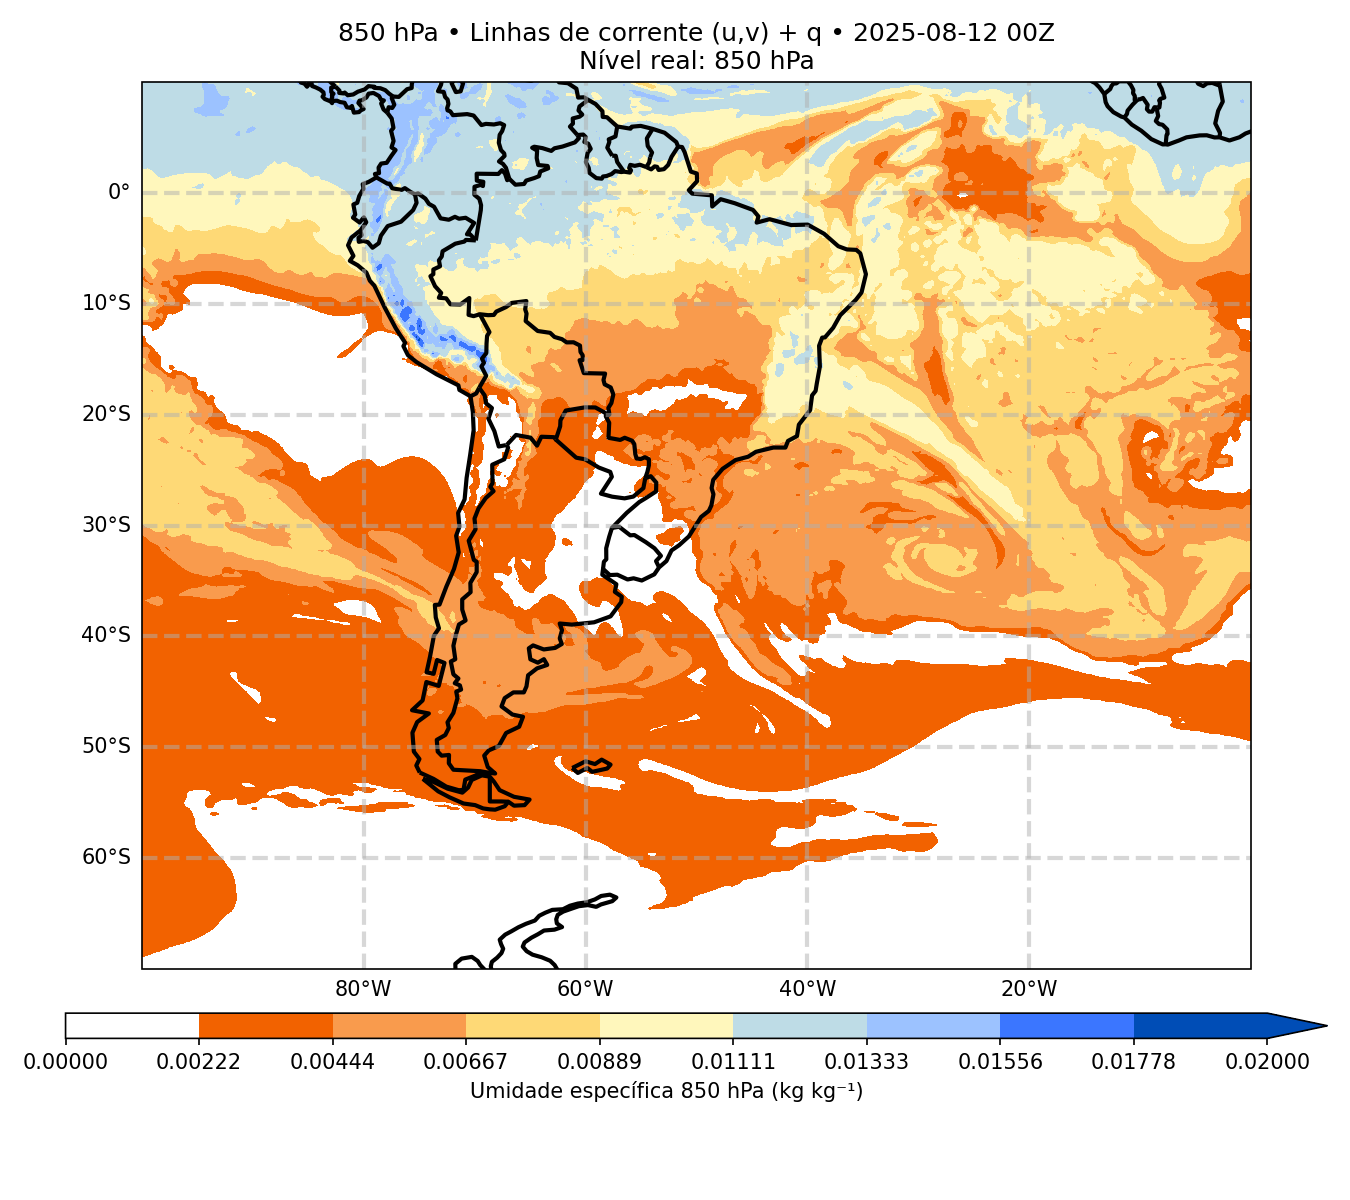 850 hPa • Linhas de corrente (u,v) + q • 2025-08-12 00Z
Nível real: 850 hPa
0°
10°S
20°S
30°S
40°S
50°S
60°S
80°W 60°W 40°W 20°W
0.00000 0.00222 0.00444 0.00667 0.00889 0.01111 0.01333 0.01556 0.01778 0.02000
Umidade específica 850 hPa (kg kg⁻¹)